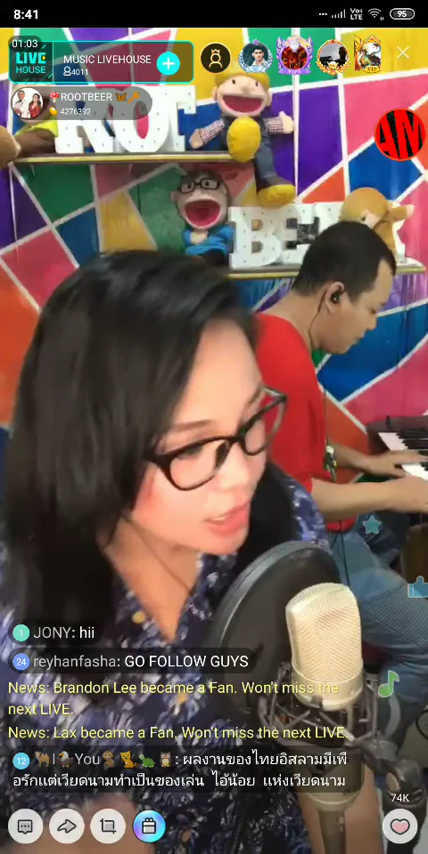 8:41
Vo
LTE
95
01:03
LIVE
HOUSE
MUSIC LIVEHOUSE
4011
ROOTBEER
4276392
AM
JONY: hii
24 reyhanfasha: GO FOLLOW GUYS
News: Brandon Lee became a Fan. Won't miss the
next LIVE.
News: Lax became a Fan. Won't miss the next LIVE.
12 🐫I🐩You🐒🐈🐢🦉: ผลงานของไทยอิสลามมีเพื่
อรักแต่เวียดนามทำเป็นของเล่น ไอ้น้อย แห่งเวียดนาม
74K